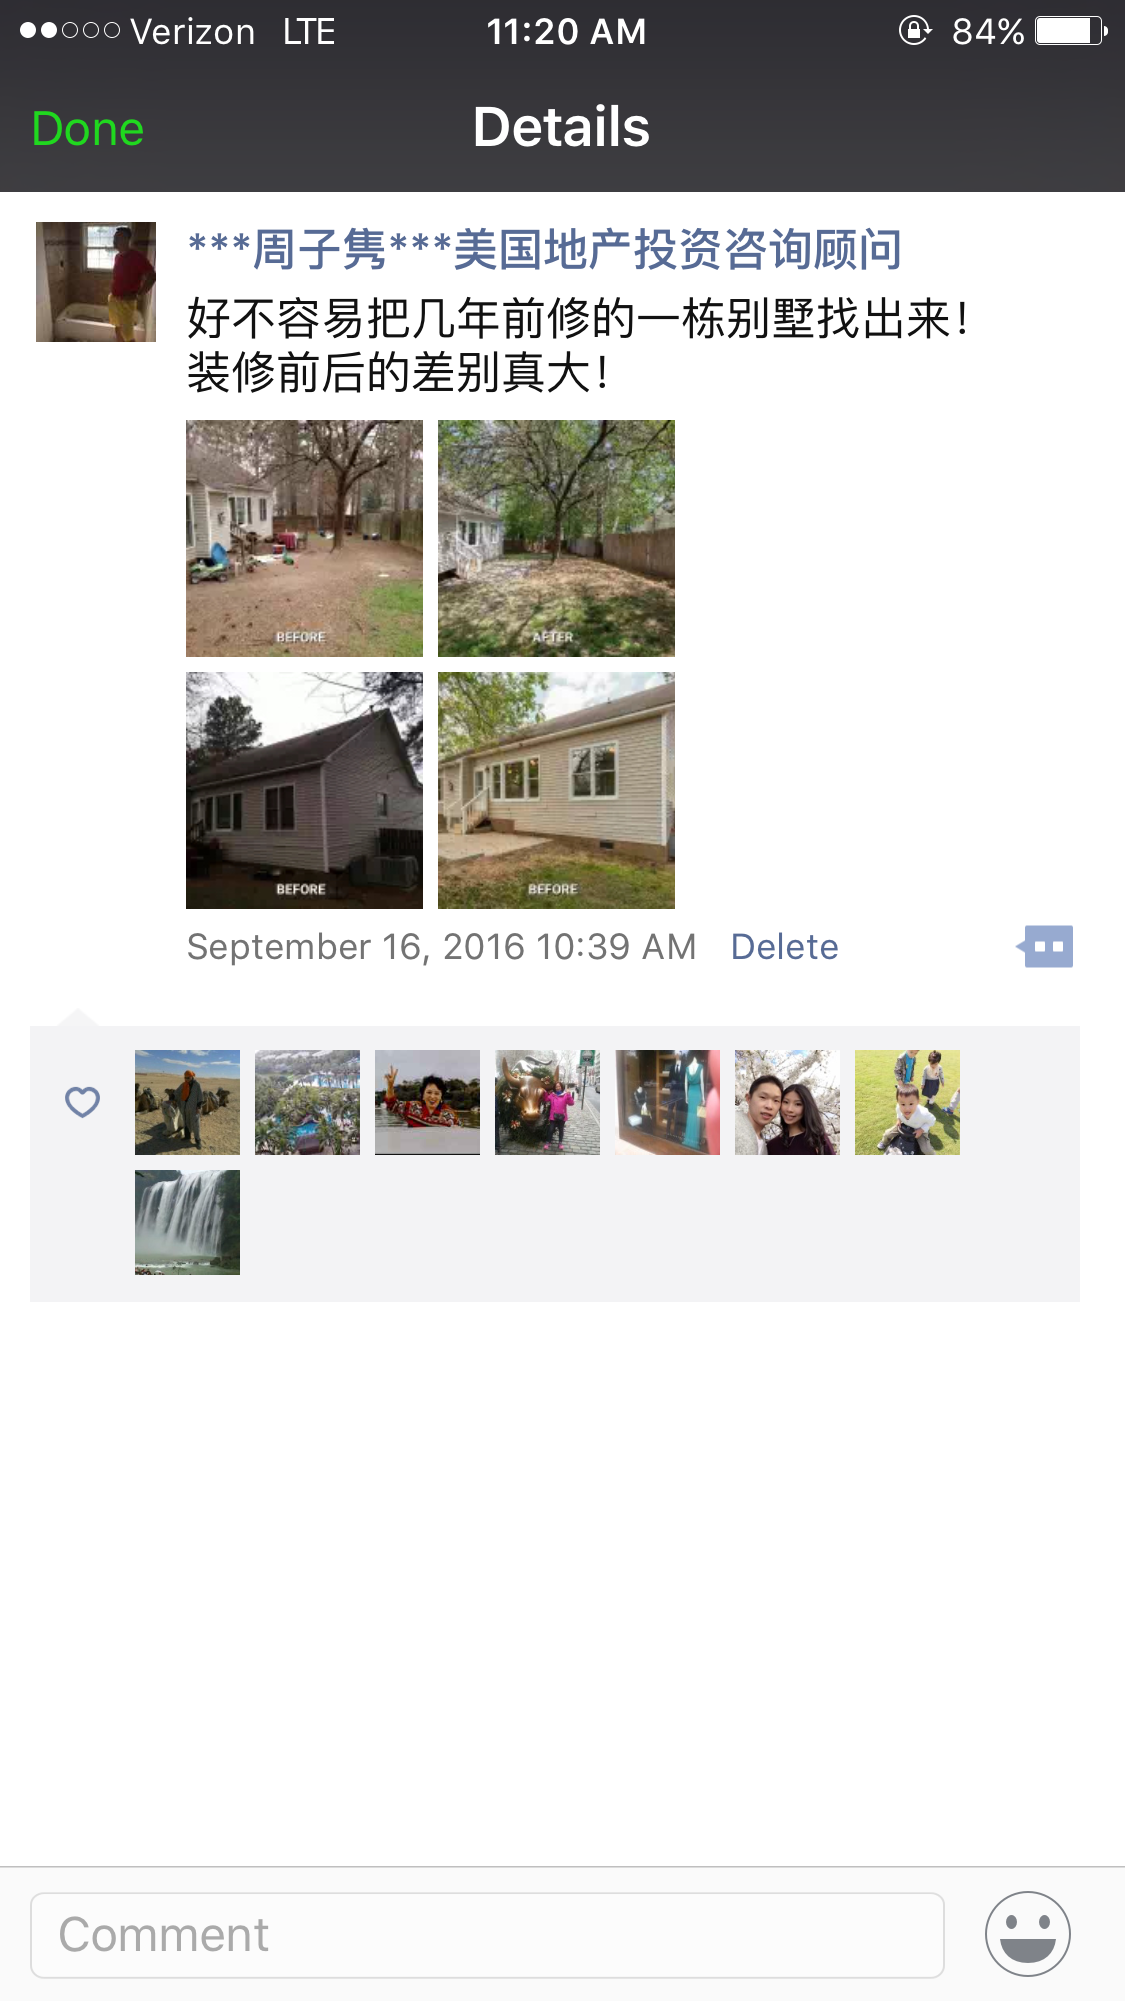 Verizon LTE 11:20 AM 84%
Done Details
***周子隽***美国地产投资咨询顾问
好不容易把几年前修的一栋别墅找出来！
装修前后的差别真大！
BEFORE AFTER
BEFORE BEFORE
September 16, 2016 10:39 AM Delete
Comment